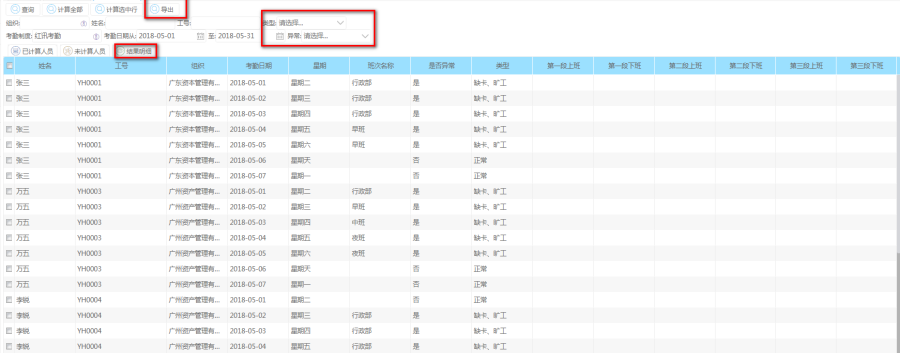 查询 计算全部 计算选中行 导出
组织: 姓名: 工号: 类型: 请选择...
考勤制度: 红讯考勤 考勤日期从: 2018-05-01 至: 2018-05-31 异常: 请选择...
已计算人员 未计算人员 结果明细
姓名 工号 组织 考勤日期 星期 班次名称 是否异常 类型 第一段上班 第一段下班 第二段上班 第二段下班 第三段上班 第三段下班
张三 YH0001 广东资本管理有... 2018-05-01 星期二 行政部 是 缺卡、旷工
张三 YH0001 广东资本管理有... 2018-05-02 星期三 行政部 是 缺卡、旷工
张三 YH0001 广东资本管理有... 2018-05-03 星期四 行政部 是 缺卡、旷工
张三 YH0001 广东资本管理有... 2018-05-04 星期五 早班 是 缺卡、旷工
张三 YH0001 广东资本管理有... 2018-05-05 星期六 早班 是 缺卡、旷工
张三 YH0001 广东资本管理有... 2018-05-06 星期天 否 正常
张三 YH0001 广东资本管理有... 2018-05-07 星期一 否 正常
万五 YH0003 广州资产管理有... 2018-05-01 星期二 行政部 是 缺卡、旷工
万五 YH0003 广州资产管理有... 2018-05-02 星期三 早班 是 缺卡、旷工
万五 YH0003 广州资产管理有... 2018-05-03 星期四 中班 是 缺卡、旷工
万五 YH0003 广州资产管理有... 2018-05-04 星期五 夜班 是 缺卡、旷工
万五 YH0003 广州资产管理有... 2018-05-05 星期六 夜班 是 缺卡、旷工
万五 YH0003 广州资产管理有... 2018-05-06 星期天 否 正常
万五 YH0003 广州资产管理有... 2018-05-07 星期一 否 正常
李锐 YH0004 广州资产管理有... 2018-05-01 星期二 否 正常
李锐 YH0004 广州资产管理有... 2018-05-02 星期三 行政部 是 缺卡、旷工
李锐 YH0004 广州资产管理有... 2018-05-03 星期四 行政部 是 缺卡、旷工
李锐 YH0004 广州资产管理有... 2018-05-04 星期五 行政部 是 缺卡、旷工